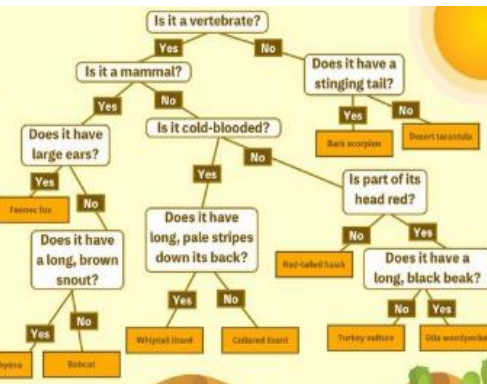 Is it a vertebrate?
Yes
No
Is it a mammal?
Does it have a
stinging tail?
Yes
No
Yes
No
Bark scorpion
Desert tarantula
Does it have
large ears?
Is it cold-blooded?
Yes
No
Yes
No
Fennec fox
Is part of its
head red?
Does it have
a long, brown
snout?
Does it have
long, pale stripes
down its back?
No
Yes
Red-tailed hawk
Does it have a
long, black beak?
Yes
No
Yes
No
No
Yes
Bobcat
Whiptail lizard
Collared lizard
Turkey vulture
Gila woodpecke